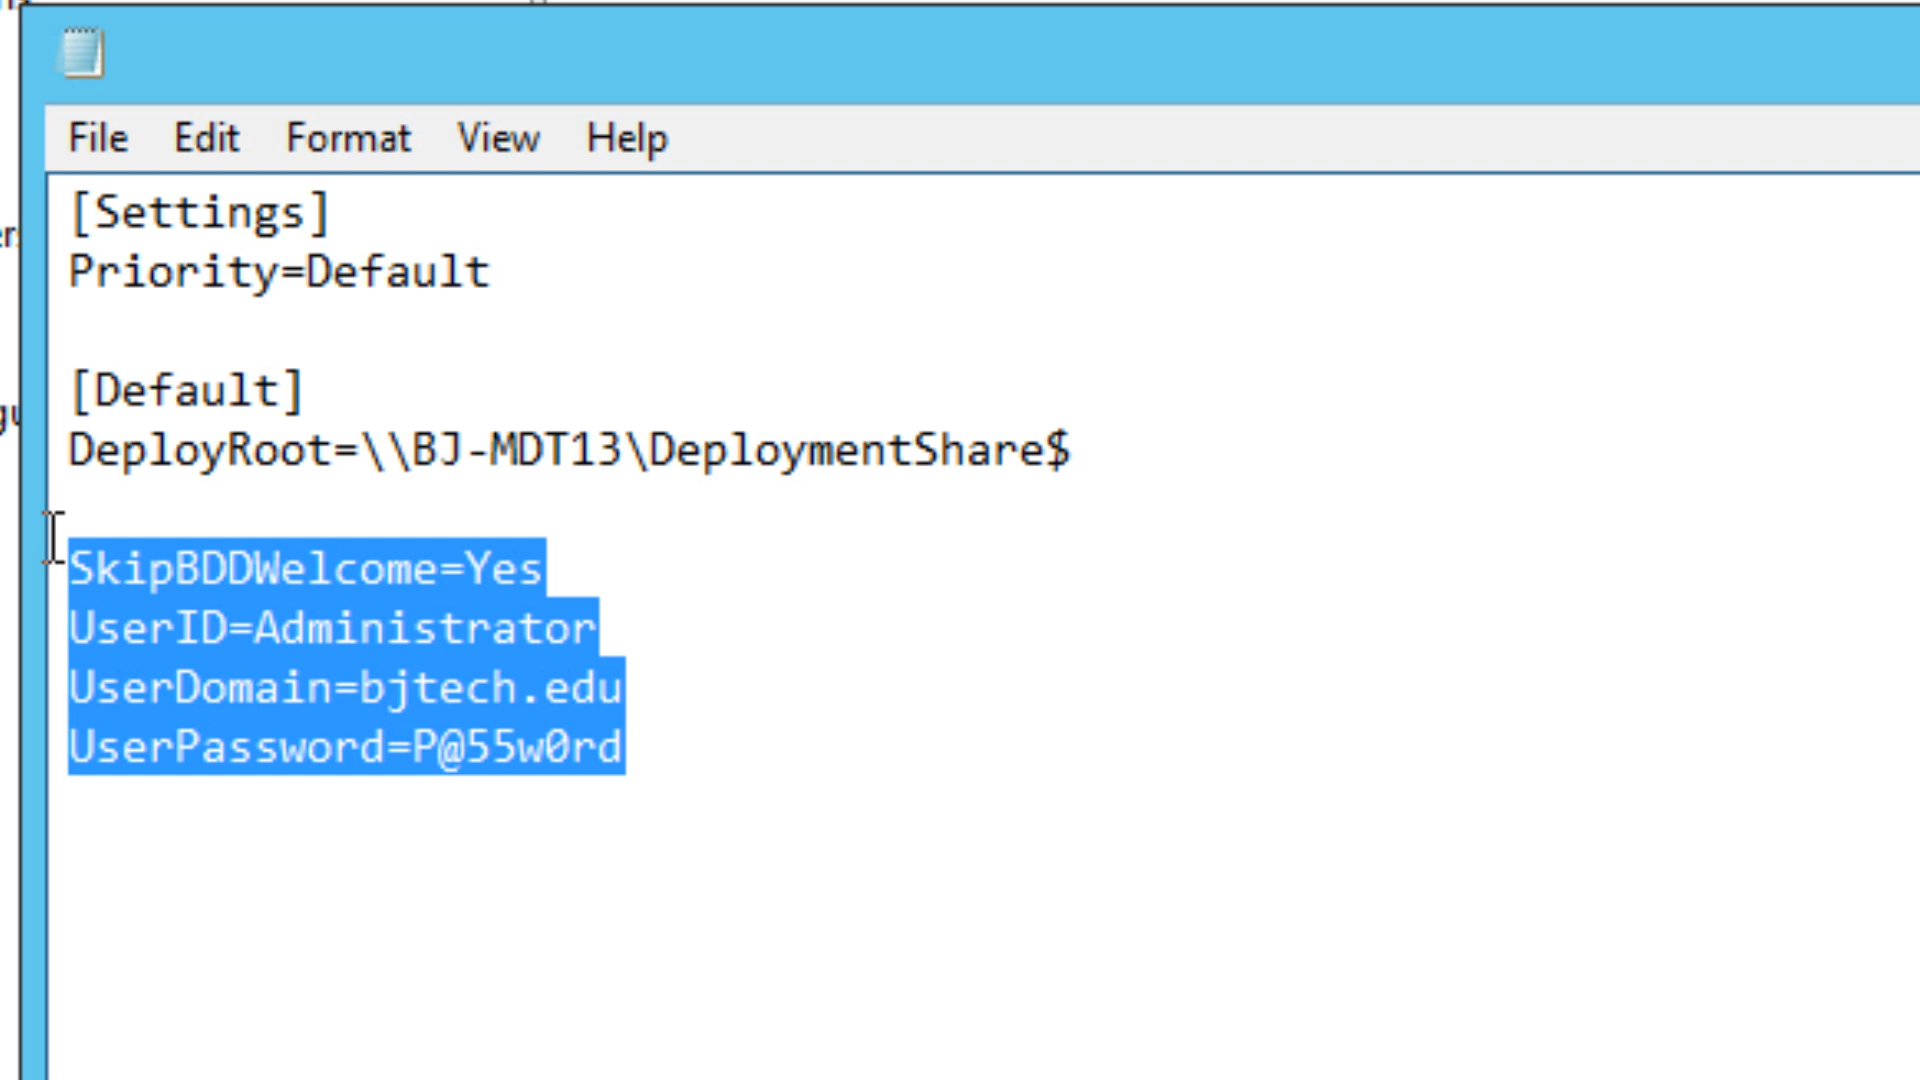 File Edit Format View Help
[Settings]
Priority=Default
[Default]
DeployRoot=\\BJ-MDT13\DeploymentShare$
SkipBDDWelcome=Yes
UserID=Administrator
UserDomain=bjtech.edu
UserPassword=P@55w0rd